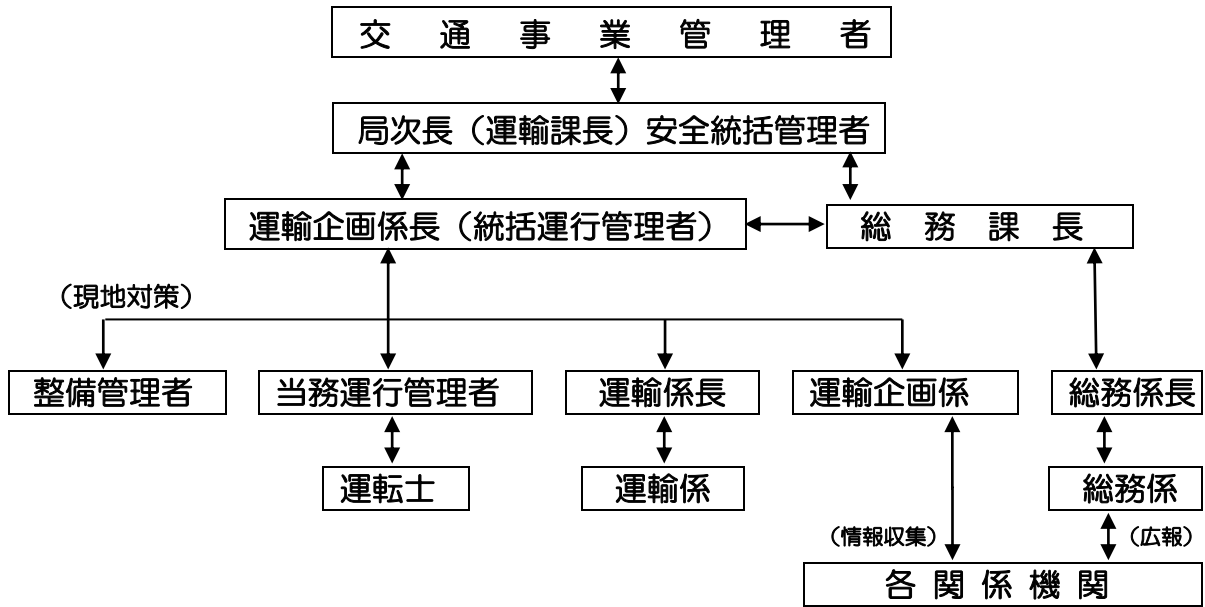 交通事業管理者
局次長（運輸課長）安全統括管理者
運輸企画係長（統括運行管理者）
総務課長
（現地対策）
整備管理者
当務運行管理者
運輸係長
運輸企画係
総務係長
運転士
運輸係
総務係
（情報収集）
（広報）
各関係機関